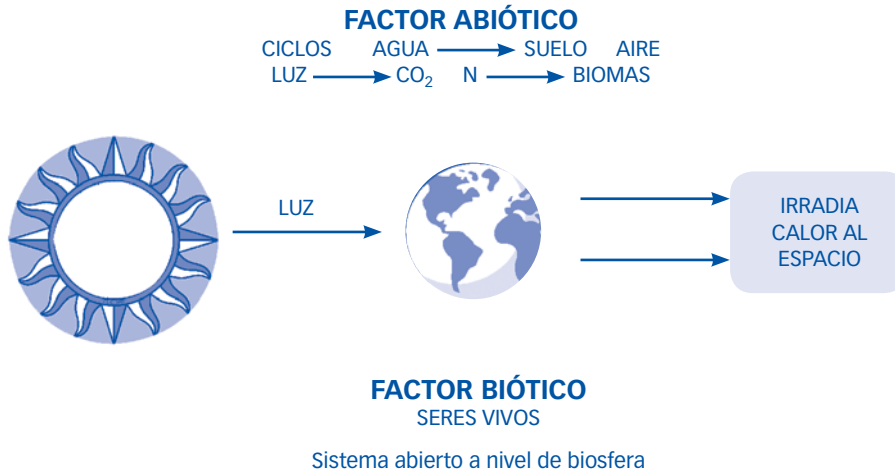 FACTOR ABIÓTICO
CICLOS AGUA SUELO AIRE
LUZ CO₂ N BIOMAS
LUZ
IRRADIA
CALOR AL
ESPACIO
FACTOR BIÓTICO
SERES VIVOS
Sistema abierto a nivel de biosfera